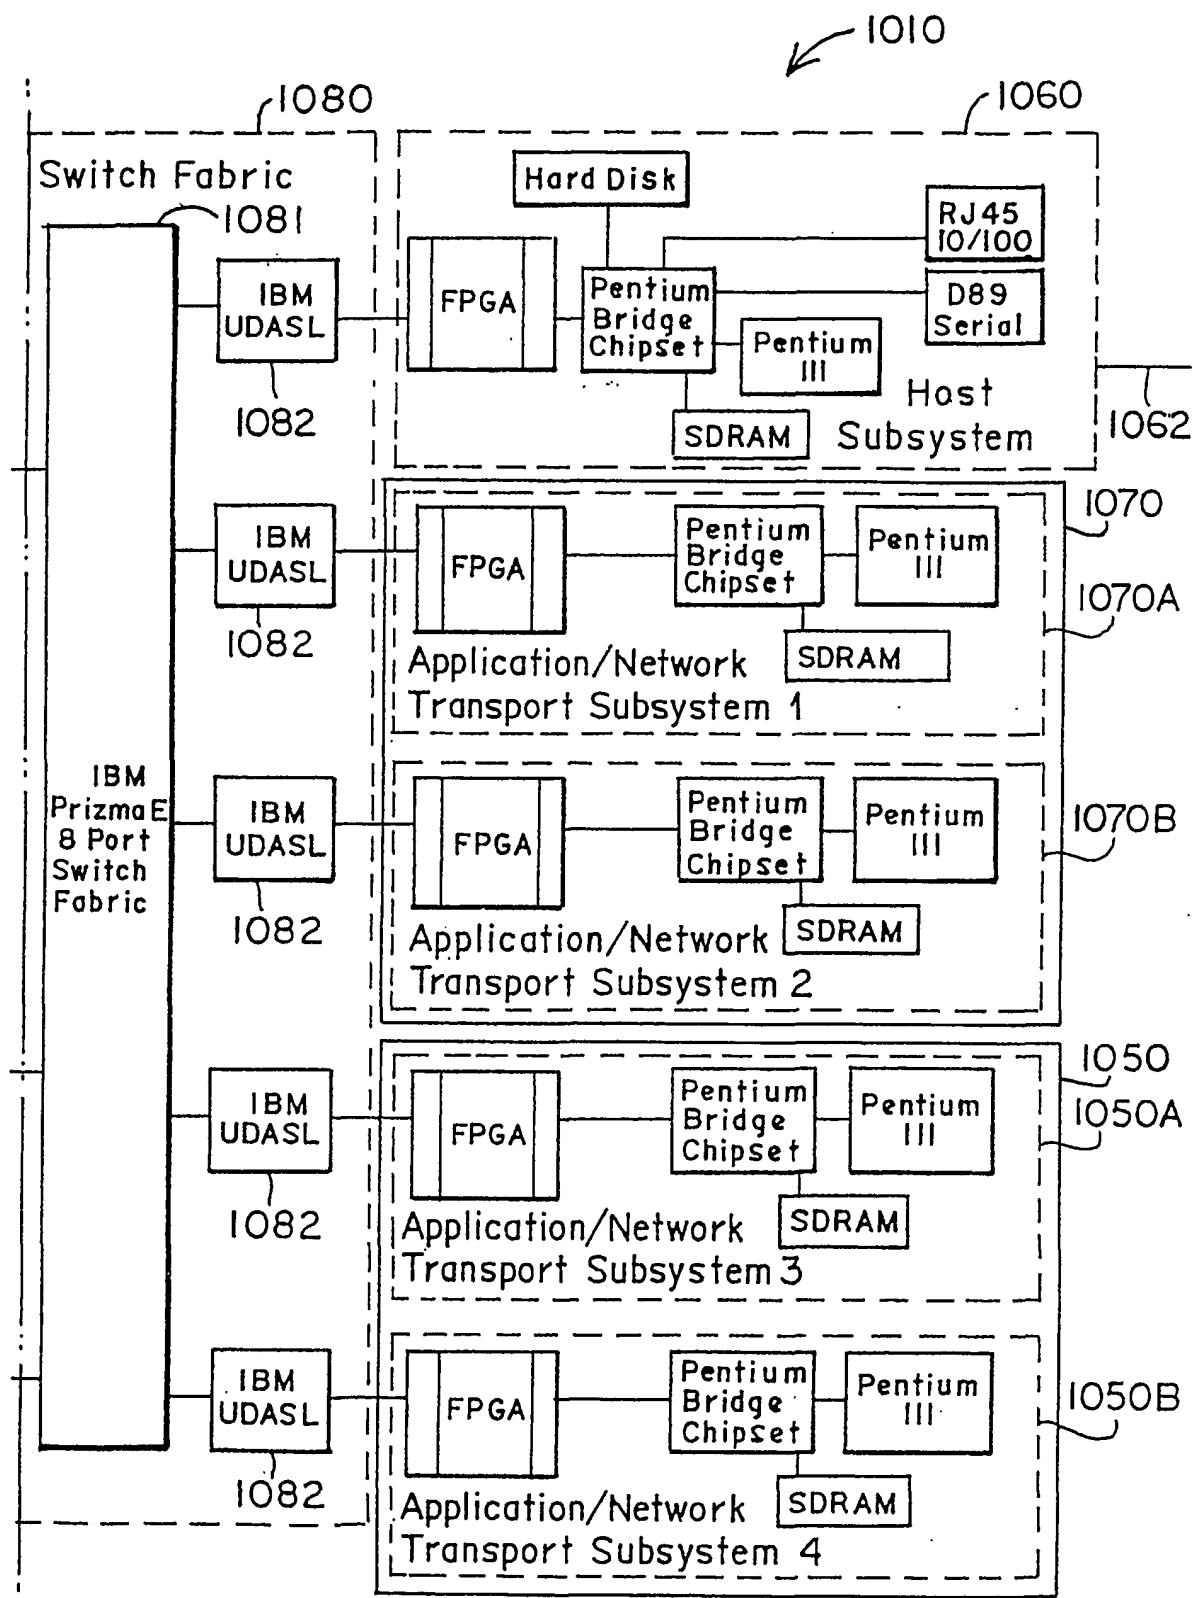 1010
1080
1060
Switch Fabric
1081
Hard Disk
RJ45
10/100
IBM
UDASL
FPGA
Pentium
Bridge
Chipset
D89
Serial
Pentium
III
1082
SDRAM
Host
Subsystem
1062
1070
IBM
UDASL
FPGA
Pentium
Bridge
Chipset
Pentium
III
1070A
1082
SDRAM
Application/Network
Transport Subsystem 1
IBM
PrizmaE
8 Port
Switch
Fabric
IBM
UDASL
FPGA
Pentium
Bridge
Chipset
Pentium
III
1070B
1082
SDRAM
Application/Network
Transport Subsystem 2
1050
IBM
UDASL
FPGA
Pentium
Bridge
Chipset
Pentium
III
1050A
1082
SDRAM
Application/Network
Transport Subsystem 3
IBM
UDASL
FPGA
Pentium
Bridge
Chipset
Pentium
III
1050B
1082
SDRAM
Application/Network
Transport Subsystem 4